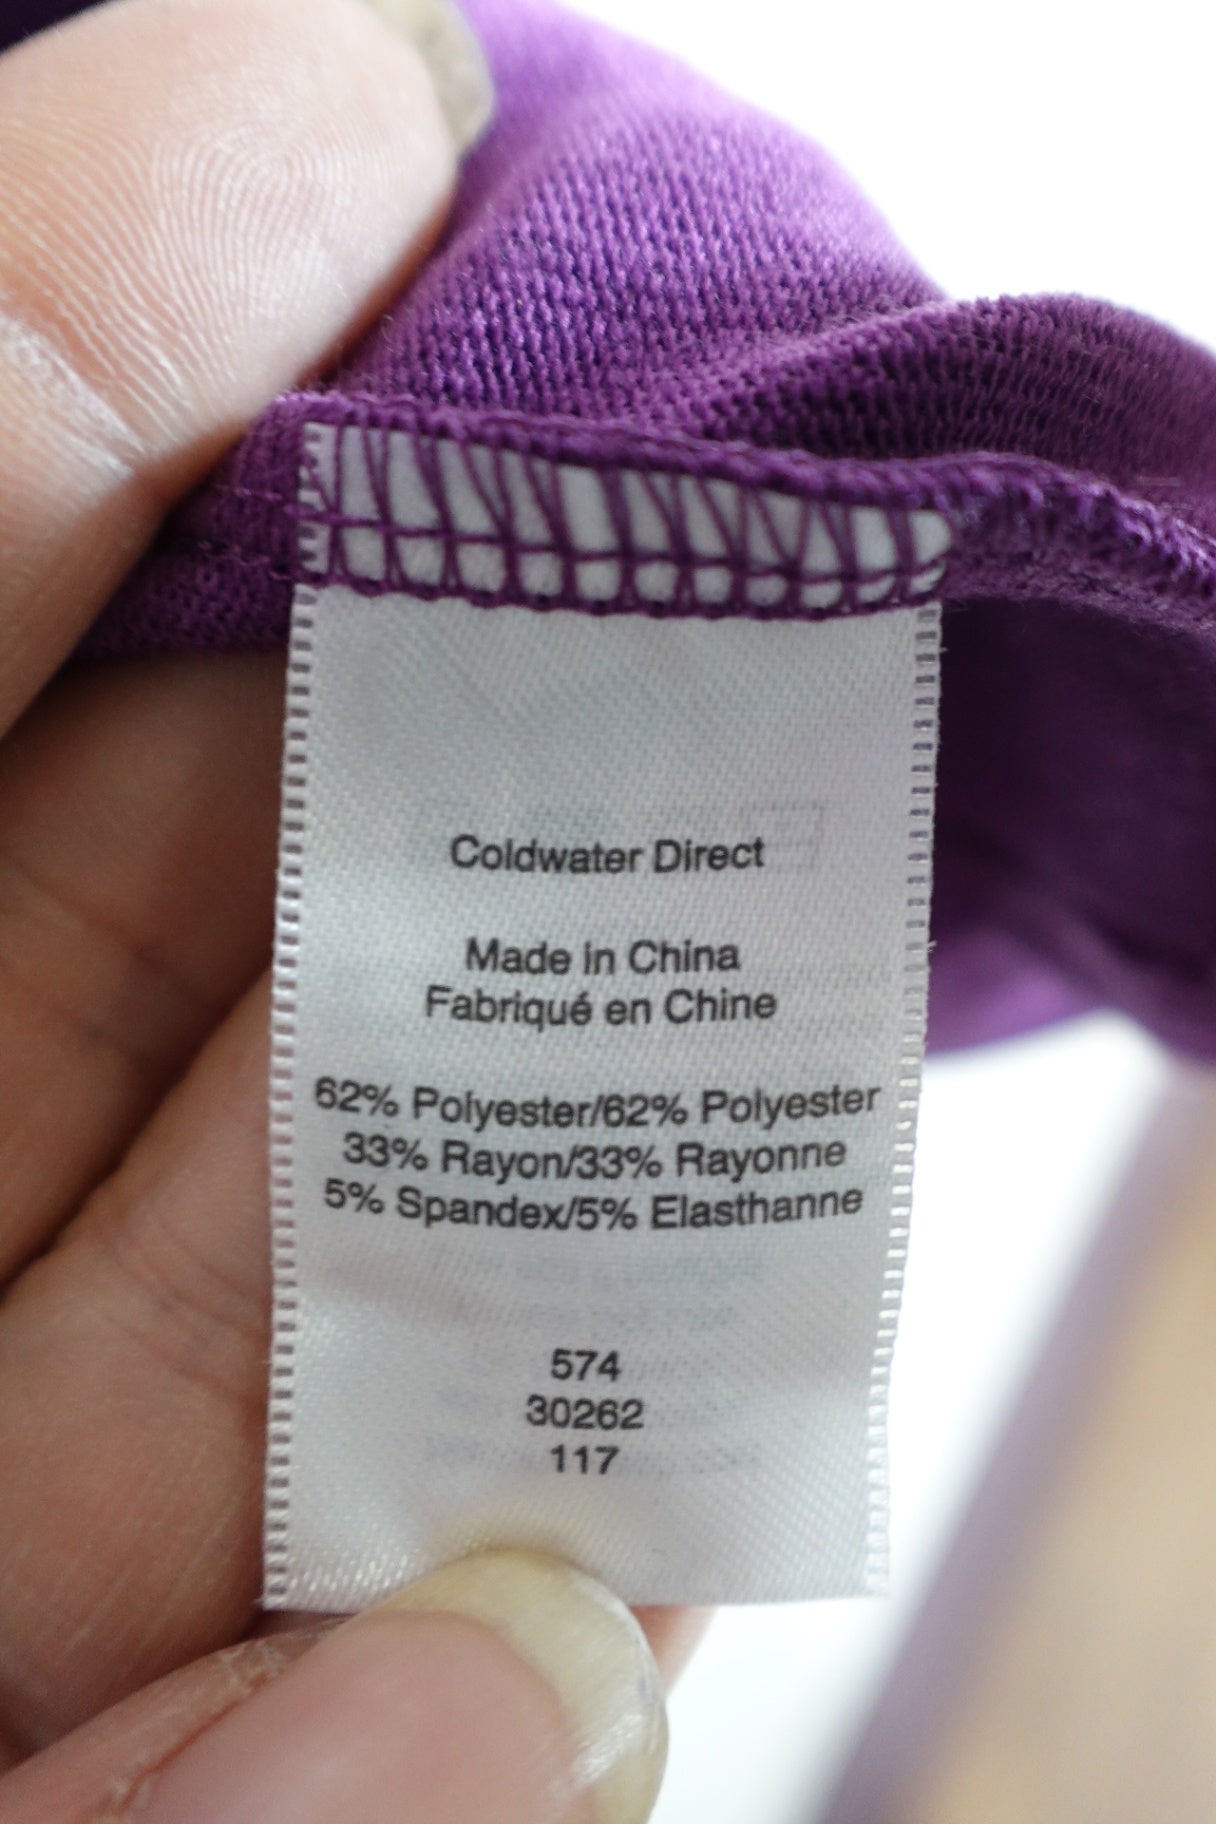 Coldwater Direct
Made in China
Fabriqué en Chine
62% Polyester/62% Polyester
33% Rayon/33% Rayonne
5% Spandex/5% Elasthanne
574
30262
117